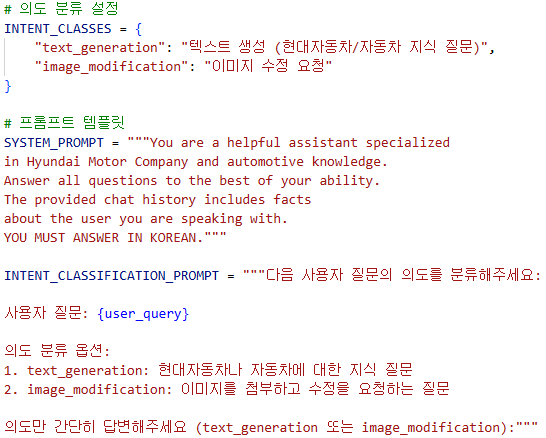 # 의도 분류 설정
INTENT_CLASSES = {
    "text_generation": "텍스트 생성 (현대자동차/자동차 지식 질문)",
    "image_modification": "이미지 수정 요청"
}
# 프롬프트 템플릿
SYSTEM_PROMPT = """You are a helpful assistant specialized
in Hyundai Motor Company and automotive knowledge.
Answer all questions to the best of your ability.
The provided chat history includes facts
about the user you are speaking with.
YOU MUST ANSWER IN KOREAN."""
INTENT_CLASSIFICATION_PROMPT = """다음 사용자 질문의 의도를 분류해주세요:
사용자 질문: {user_query}
의도 분류 옵션:
1. text_generation: 현대자동차나 자동차에 대한 지식 질문
2. image_modification: 이미지를 첨부하고 수정을 요청하는 질문
의도만 간단히 답변해주세요 (text_generation 또는 image_modification):"""